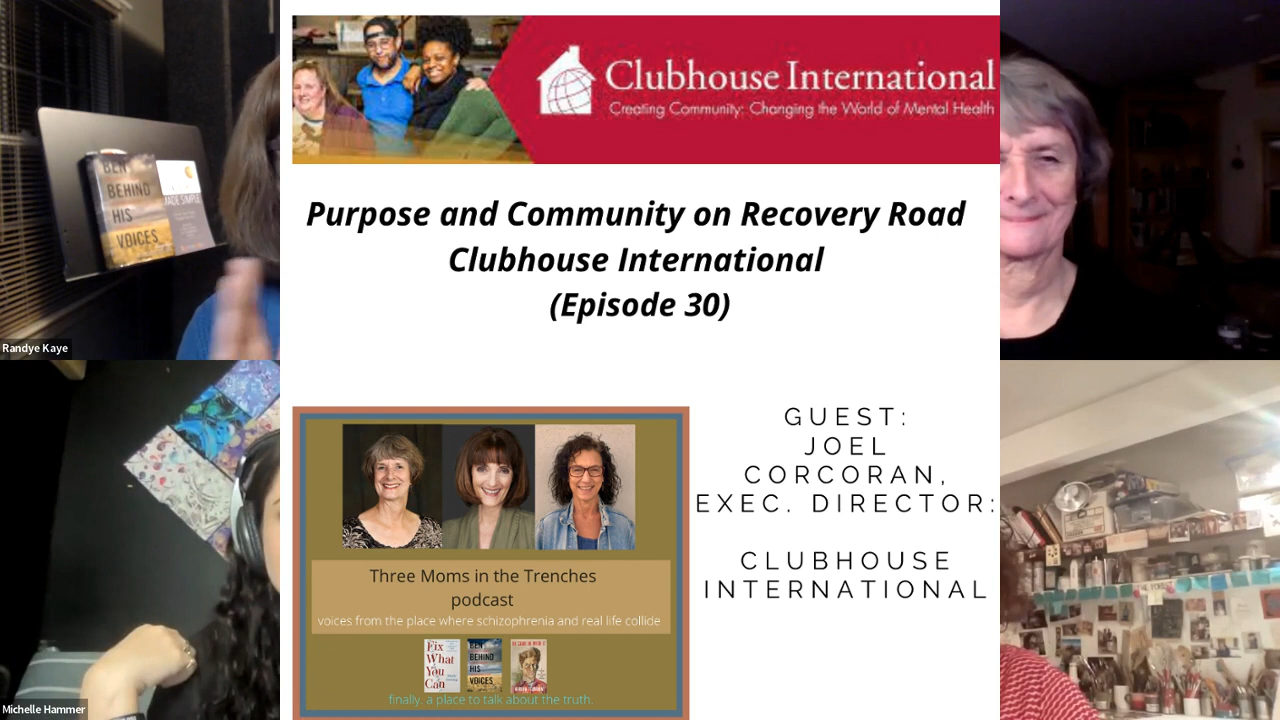 Clubhouse International
Creating Community: Changing the World of Mental Health
Purpose and Community on Recovery Road
Clubhouse International
(Episode 30)
BEN
BEHIND
HIS
VOICES
MADE SIMPLE
Randye Kaye
GUEST:
JOEL
CORCORAN,
EXEC. DIRECTOR:
CLUBHOUSE
INTERNATIONAL
Three Moms in the Trenches
podcast
voices from the place where schizophrenia and real life collide
Fix
What
You
Can
BEN
BEHIND
HIS
VOICES
finally, a place to talk about the truth.
Michelle Hammer